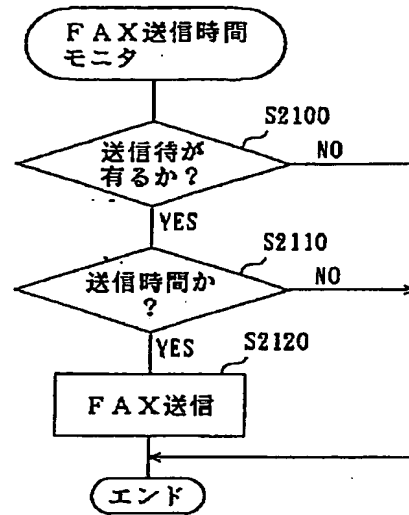 FAX送信時間
モニタ
S2100
送信待が
有るか?
NO
YES
S2110
送信時間か
?
NO
YES
S2120
FAX送信
エンド